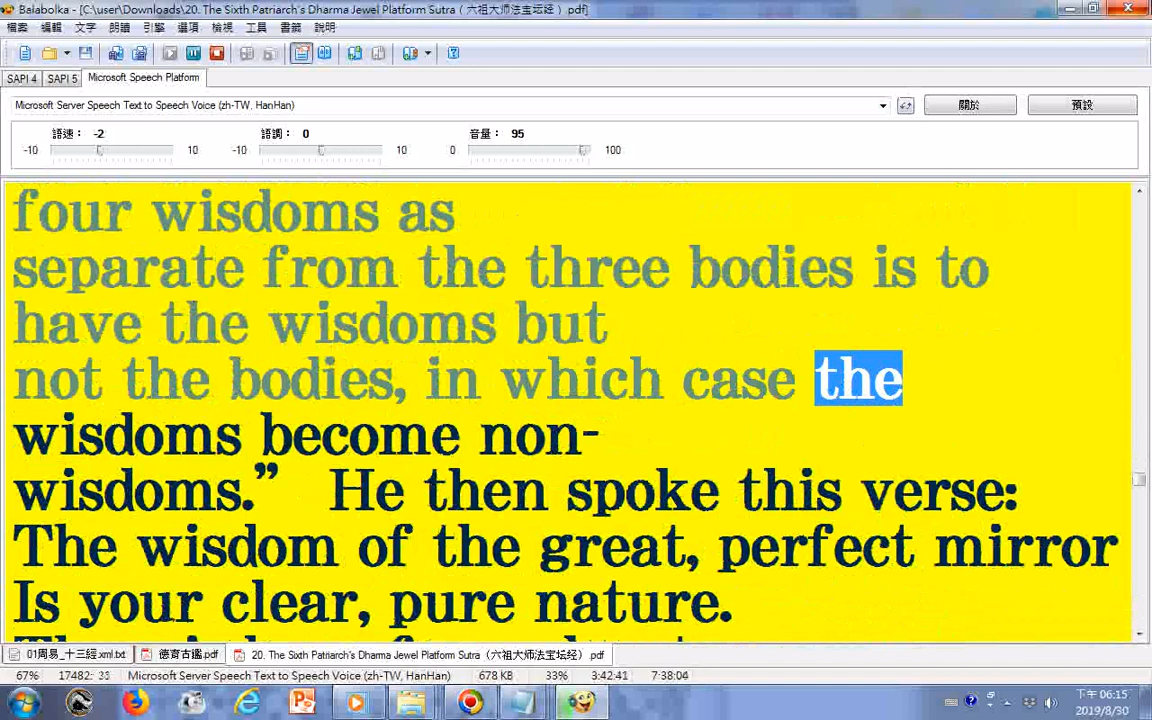 Balabolka - [C:\user\Downloads\20. The Sixth Patriarch's Dharma Jewel Platform Sutra（六祖大师法宝坛经）pdf]
檔案 編輯 文字 朗讀 引擎 選項 檢視 工具 書籤 說明
SAPI 4 SAPI 5 Microsoft Speech Platform
Microsoft Server Speech Text to Speech Voice (zh-TW, HanHan) 關於 預設
語速： -2 語調： 0 音量： 95
-10 10 -10 10 0 100
four wisdoms as
separate from the three bodies is to
have the wisdoms but
not the bodies, in which case the
wisdoms become non-
wisdoms.” He then spoke this verse:
The wisdom of the great, perfect mirror
Is your clear, pure nature.
01周易_十三經.xml.txt 德育古鑑.pdf 20. The Sixth Patriarch's Dharma Jewel Platform Sutra（六祖大师法宝坛经）.pdf
67% 17482: 33 Microsoft Server Speech Text to Speech Voice (zh-TW, HanHan) 678 KB 33% 3:42:41 7:38:04
下午 06:15
2019/8/30